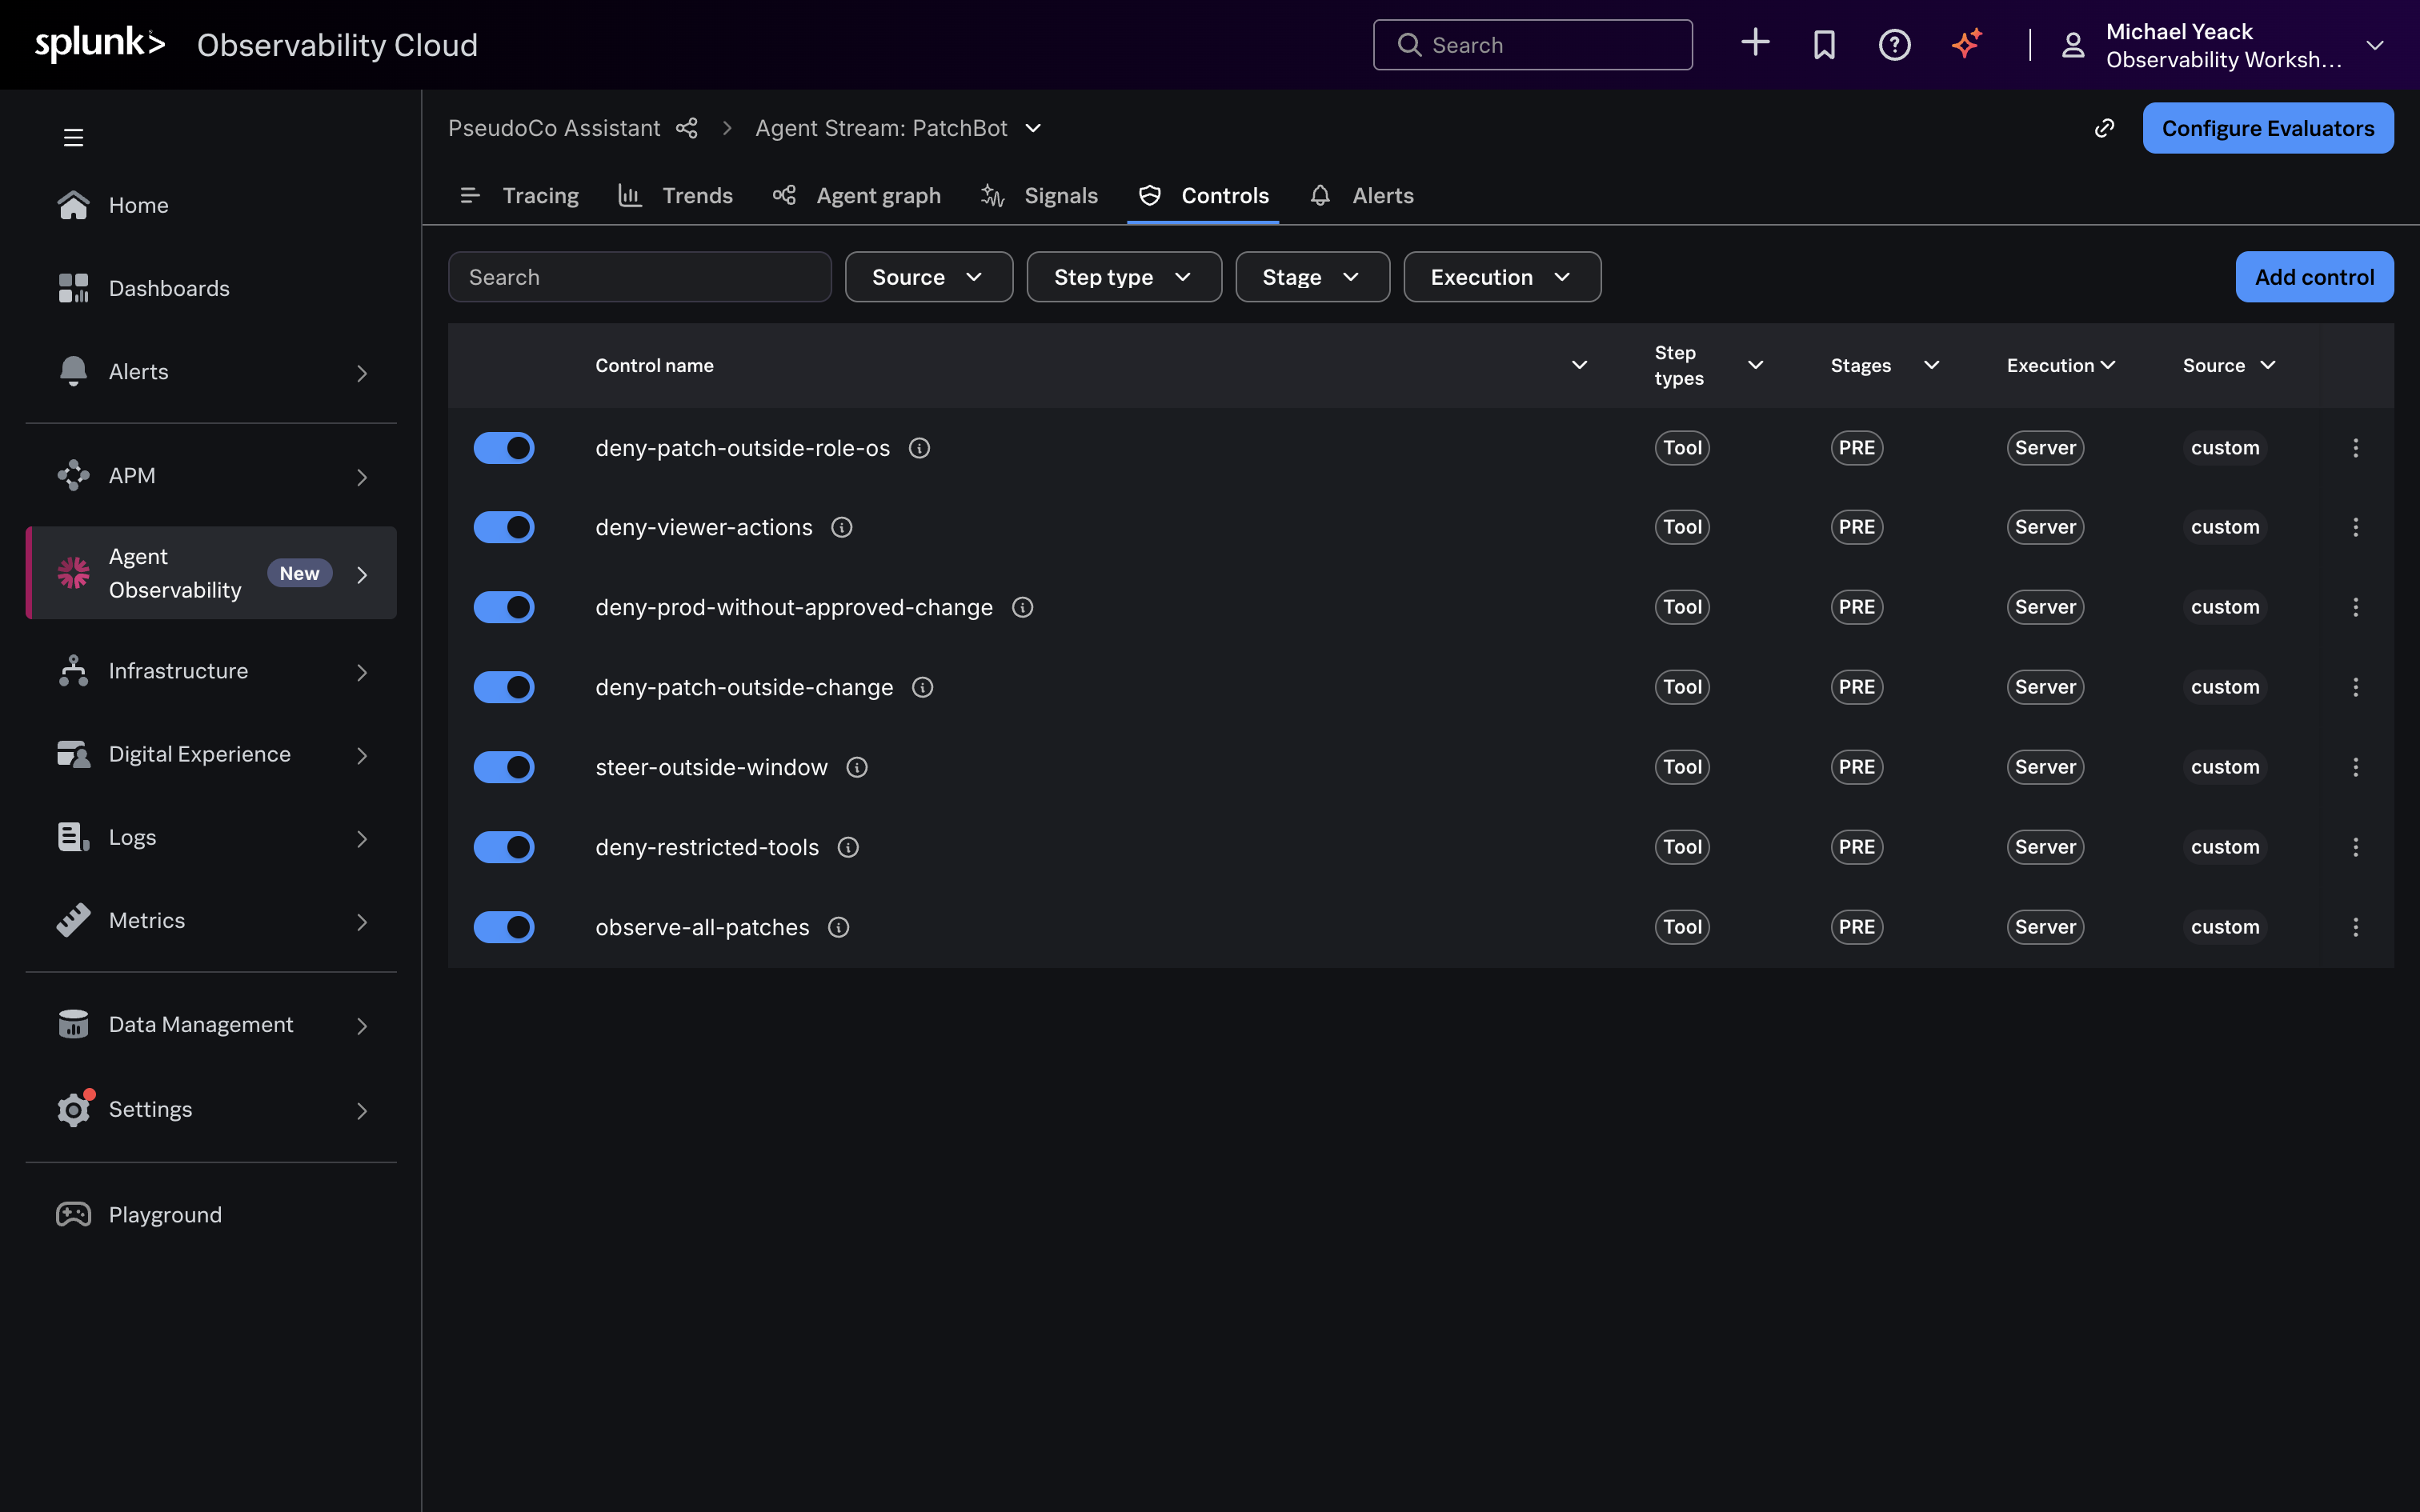 splunk> Observability Cloud
Search
Michael Yeack
Observability Worksh...
Home
Dashboards
Alerts
APM
Agent
Observability
New
Infrastructure
Digital Experience
Logs
Metrics
Data Management
Settings
Playground
PseudoCo Assistant
Agent Stream: PatchBot
Configure Evaluators
Tracing
Trends
Agent graph
Signals
Controls
Alerts
Search
Source
Step type
Stage
Execution
Add control
Control name
Step
types
Stages
Execution
Source
deny-patch-outside-role-os Tool PRE Server custom
deny-viewer-actions Tool PRE Server custom
deny-prod-without-approved-change Tool PRE Server custom
deny-patch-outside-change Tool PRE Server custom
steer-outside-window Tool PRE Server custom
deny-restricted-tools Tool PRE Server custom
observe-all-patches Tool PRE Server custom